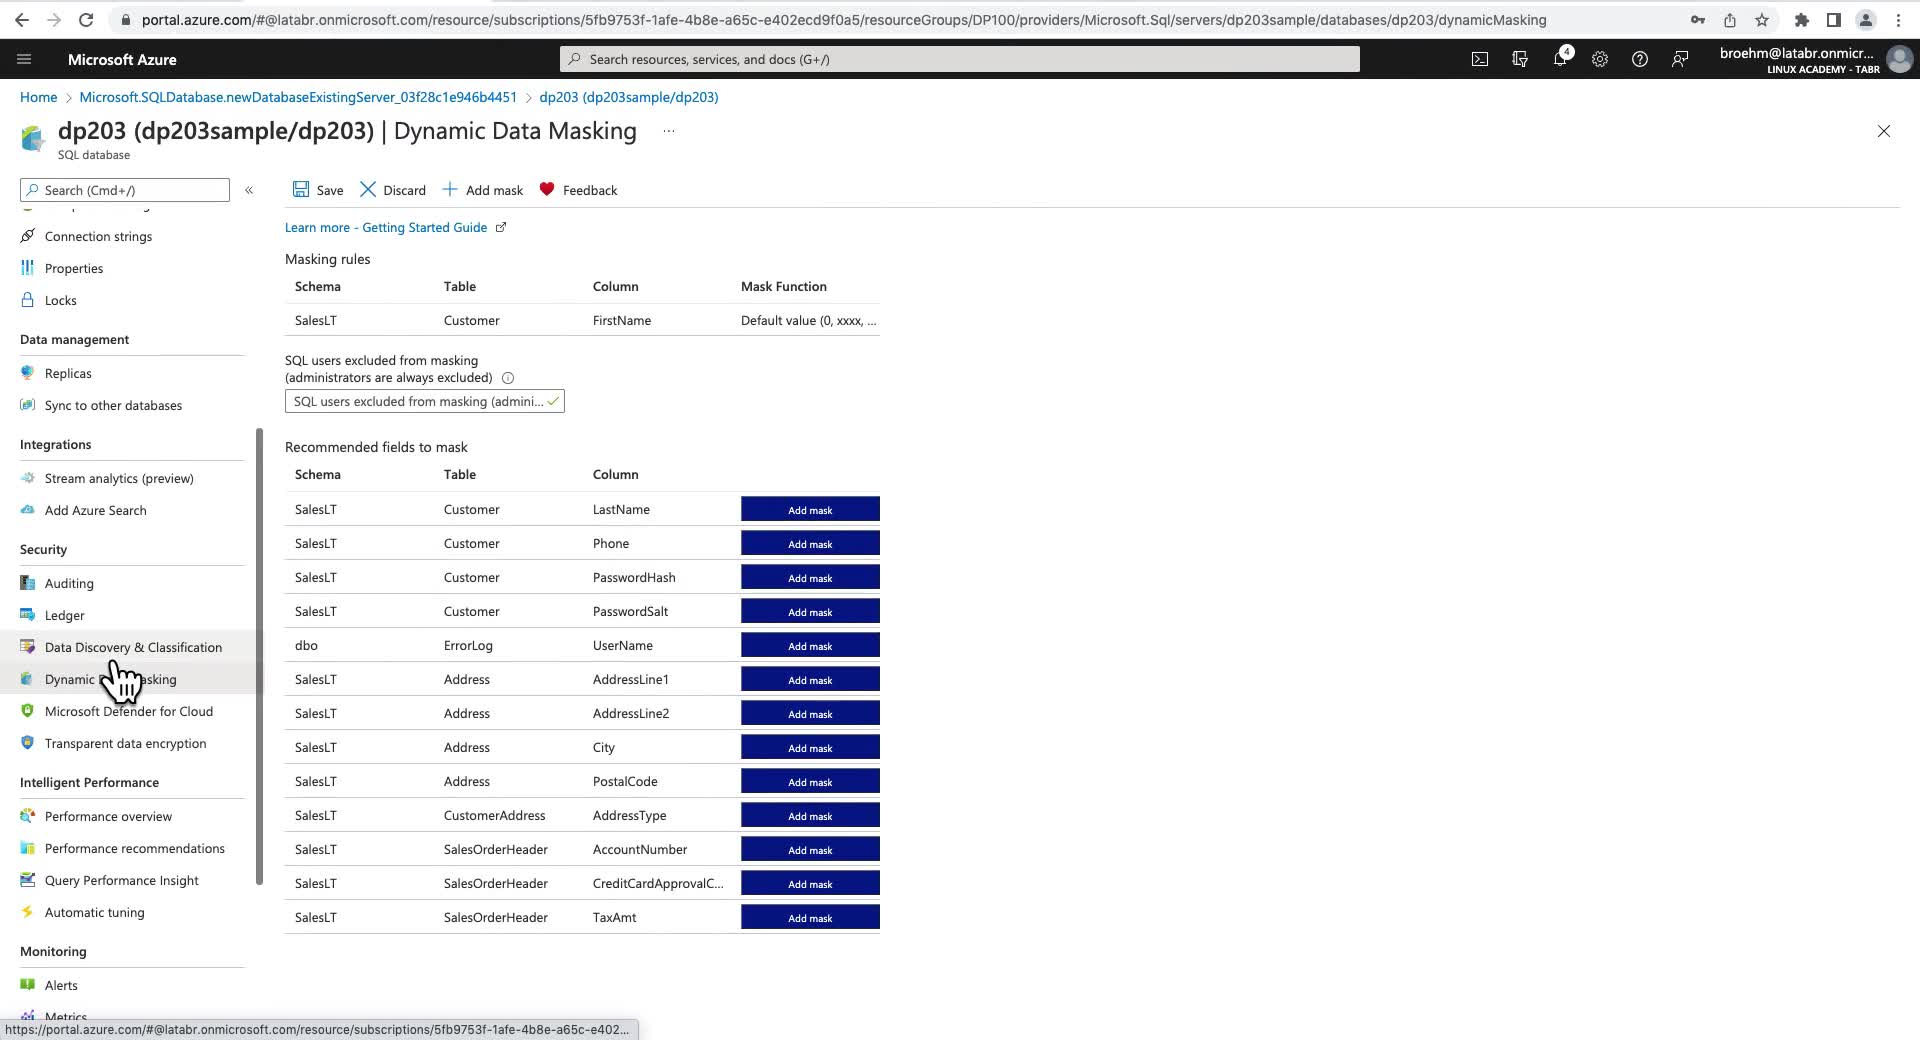 portal.azure.com/#@latabr.onmicrosoft.com/resource/subscriptions/5fb9753f-1afe-4b8e-a65c-e402ecd9f0a5/resourceGroups/DP100/providers/Microsoft.Sql/servers/dp203sample/databases/dp203/dynamicMasking
Microsoft Azure
Search resources, services, and docs (G+/)
4
broehm@latabr.onmicr...
LINUX ACADEMY - TABR
Home > Microsoft.SQLDatabase.newDatabaseExistingServer_03f28c1e946b4451 > dp203 (dp203sample/dp203)
dp203 (dp203sample/dp203) | Dynamic Data Masking ...
SQL database
Search (Cmd+/)
«
Connection strings
Properties
Locks
Data management
Replicas
Sync to other databases
Integrations
Stream analytics (preview)
Add Azure Search
Security
Auditing
Ledger
Data Discovery & Classification
Dynamic asking
Microsoft Defender for Cloud
Transparent data encryption
Intelligent Performance
Performance overview
Performance recommendations
Query Performance Insight
Automatic tuning
Monitoring
Alerts
Metrics
Save Discard Add mask Feedback
Learn more - Getting Started Guide
Masking rules
Schema Table Column Mask Function
SalesLT Customer FirstName Default value (0, xxxx, ...
SQL users excluded from masking
(administrators are always excluded)
SQL users excluded from masking (admini...
Recommended fields to mask
Schema Table Column
SalesLT Customer LastName Add mask
SalesLT Customer Phone Add mask
SalesLT Customer PasswordHash Add mask
SalesLT Customer PasswordSalt Add mask
dbo ErrorLog UserName Add mask
SalesLT Address AddressLine1 Add mask
SalesLT Address AddressLine2 Add mask
SalesLT Address City Add mask
SalesLT Address PostalCode Add mask
SalesLT CustomerAddress AddressType Add mask
SalesLT SalesOrderHeader AccountNumber Add mask
SalesLT SalesOrderHeader CreditCardApprovalC... Add mask
SalesLT SalesOrderHeader TaxAmt Add mask
https://portal.azure.com/#@latabr.onmicrosoft.com/resource/subscriptions/5fb9753f-1afe-4b8e-a65c-e402...